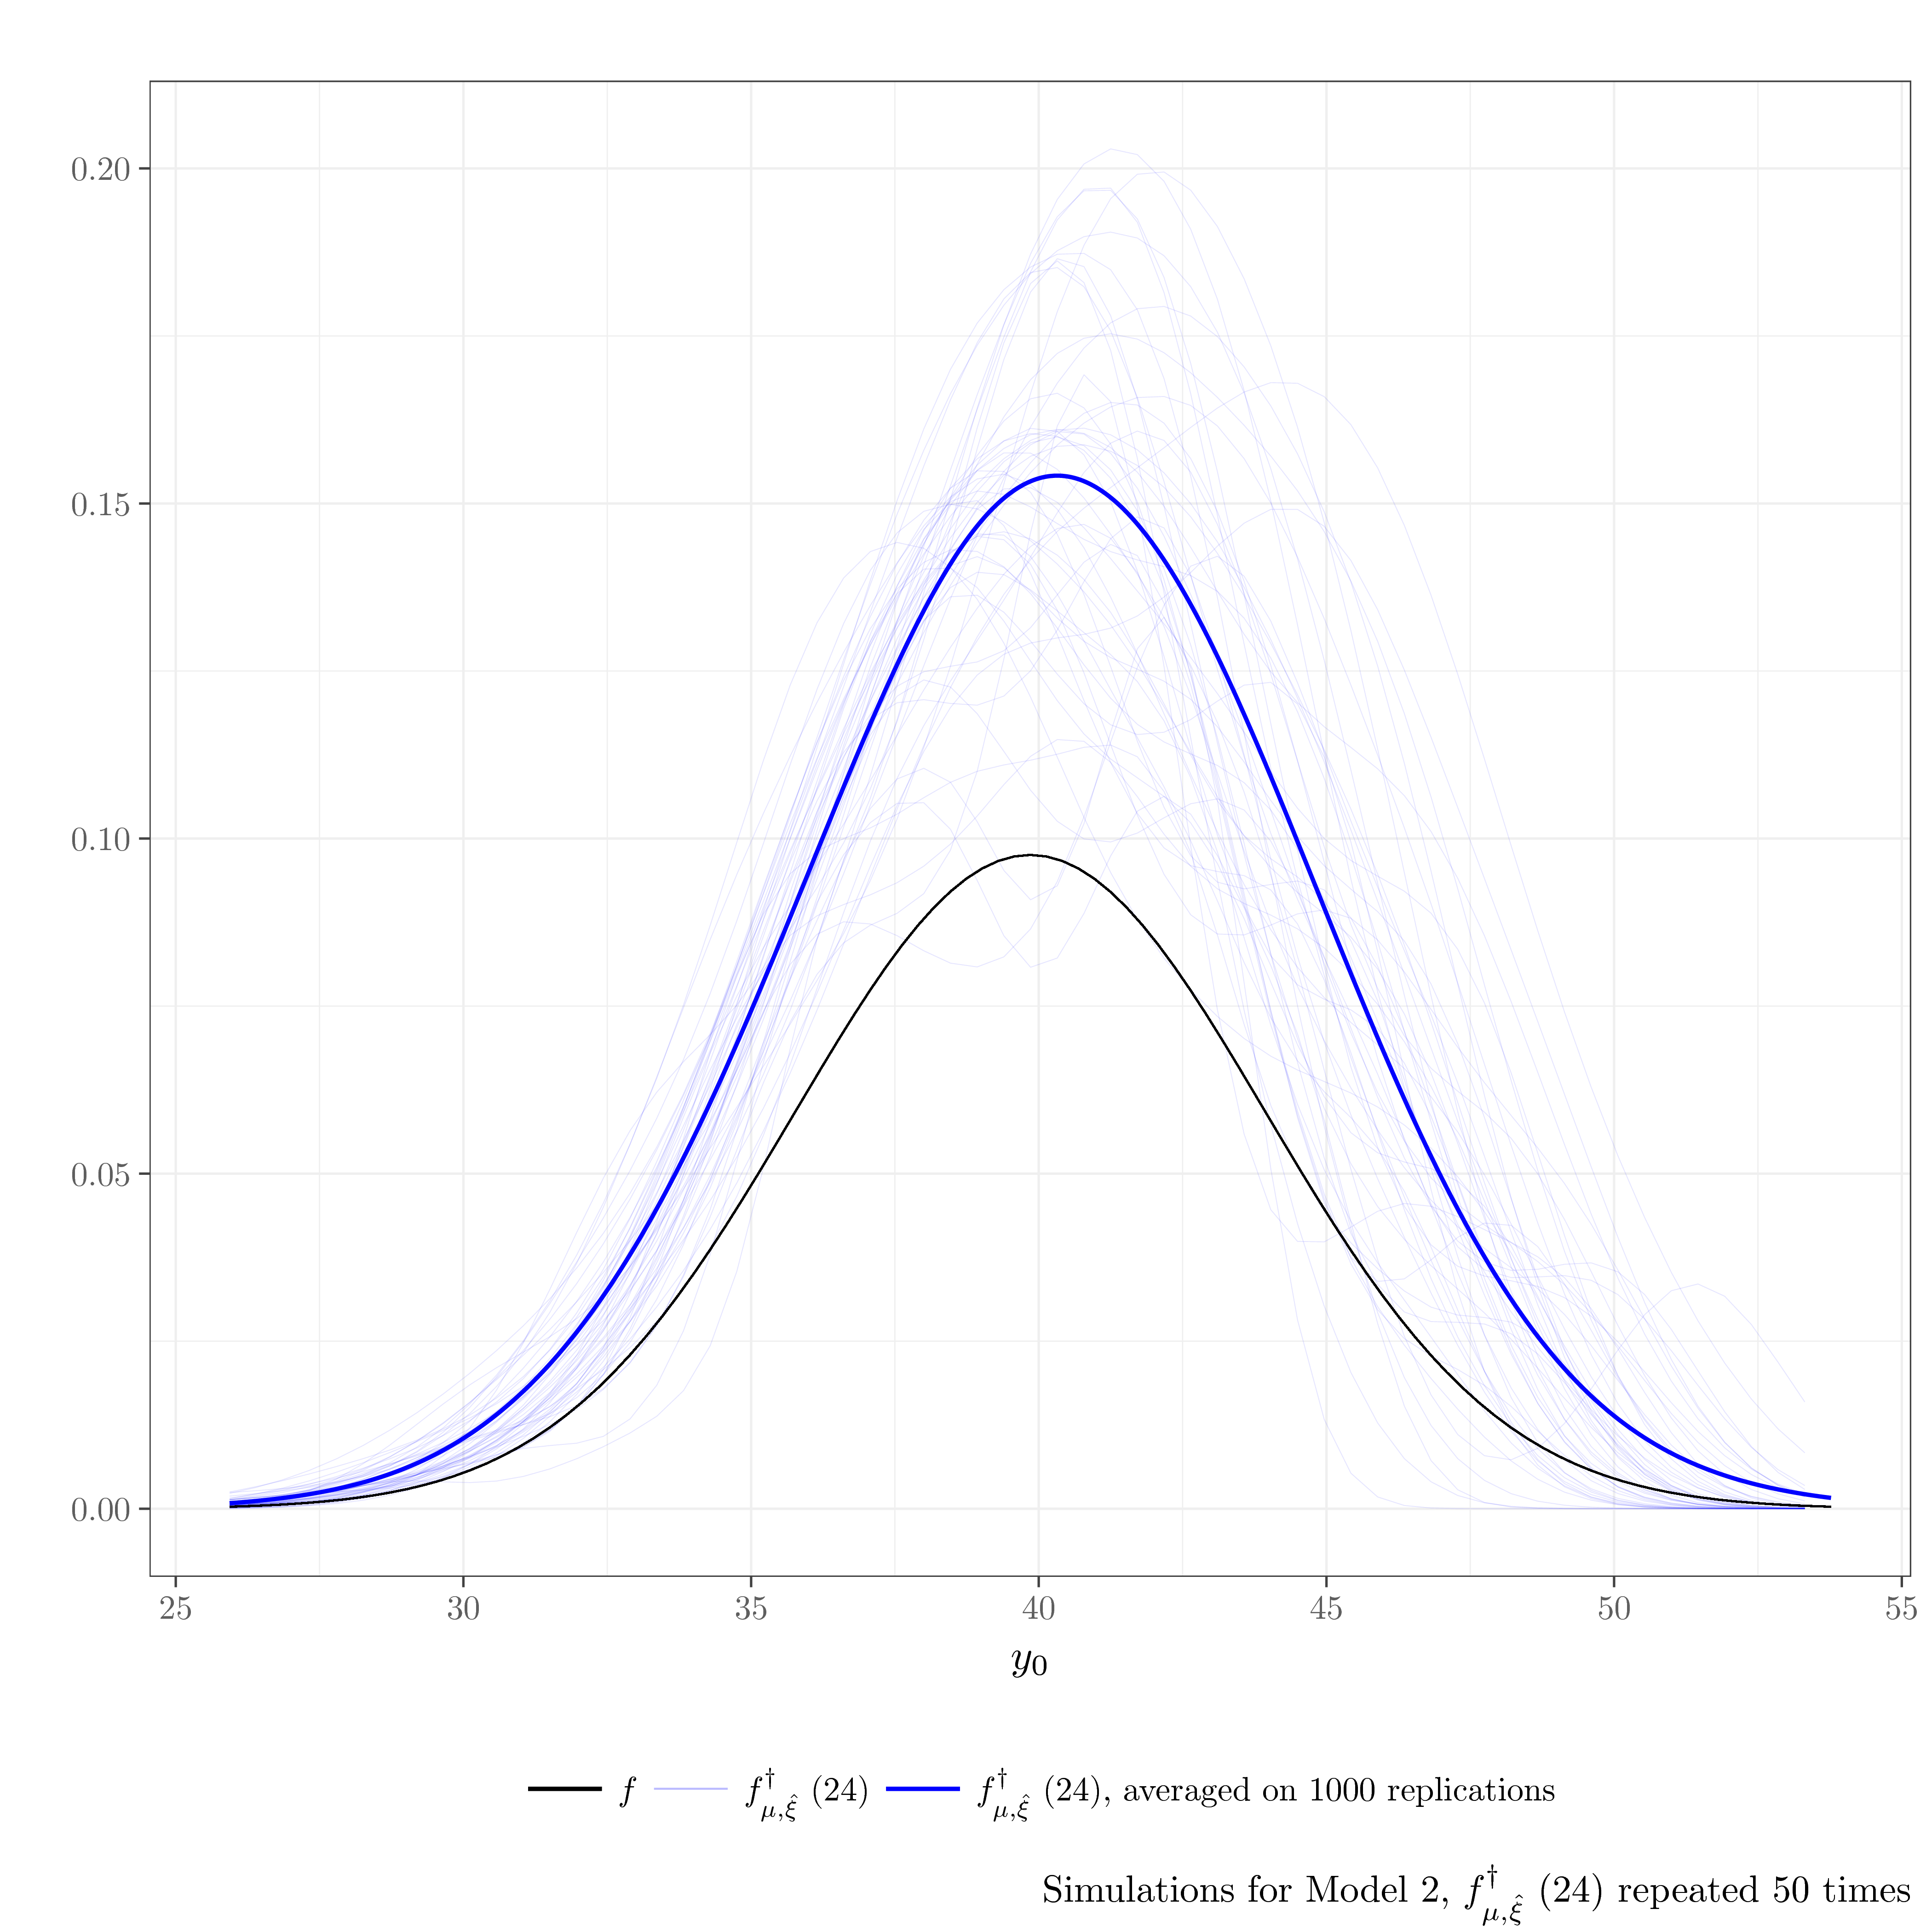 0.20
0.15
0.10
0.05
0.00
25 30 35 40 45 50 55
y₀
f f†μ,ξ̂ (24) f†μ,ξ̂ (24), averaged on 1000 replications
Simulations for Model 2, f†μ,ξ̂ (24) repeated 50 times